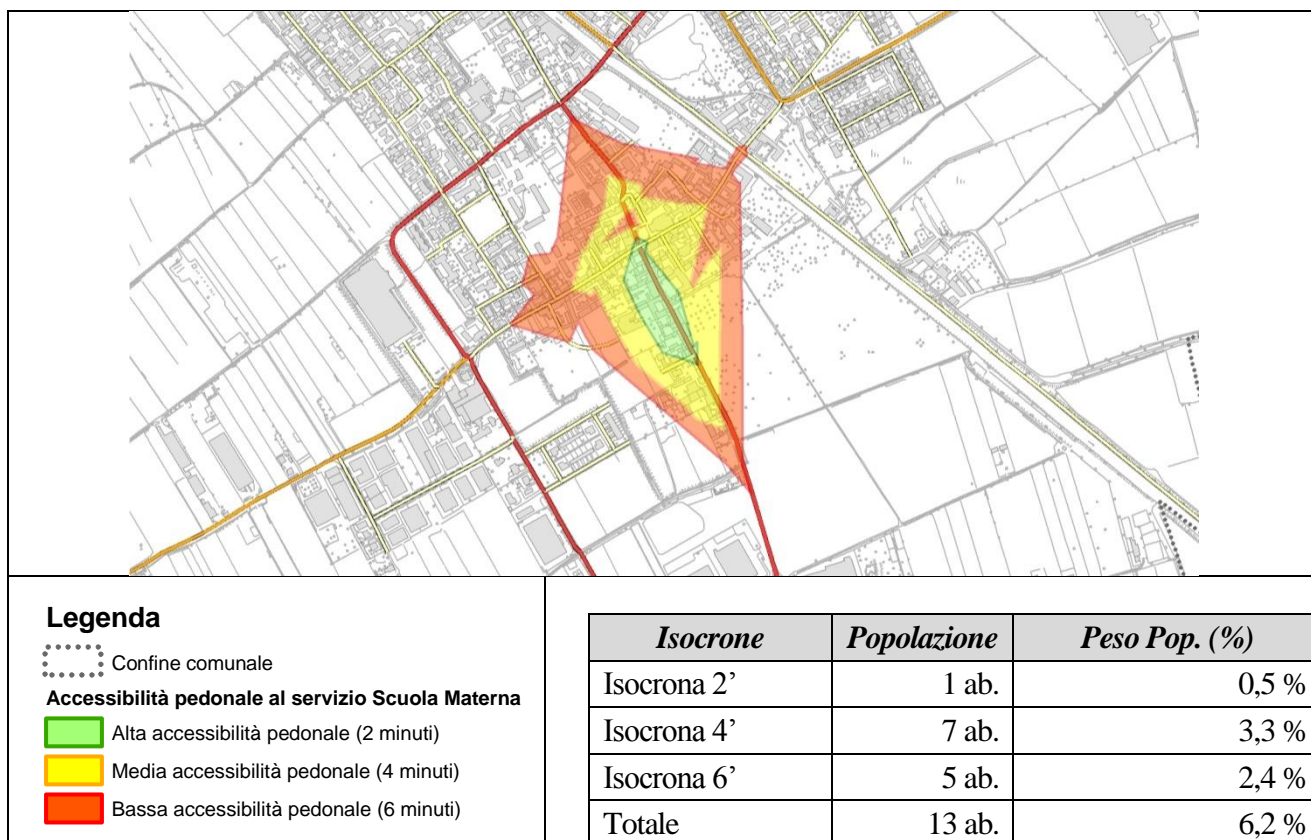 Legenda
Confine comunale
Accessibilità pedonale al servizio Scuola Materna
Alta accessibilità pedonale (2 minuti)
Media accessibilità pedonale (4 minuti)
Bassa accessibilità pedonale (6 minuti)
Isocrone Popolazione Peso Pop. (%)
Isocrona 2’ 1 ab. 0,5 %
Isocrona 4’ 7 ab. 3,3 %
Isocrona 6’ 5 ab. 2,4 %
Totale 13 ab. 6,2 %